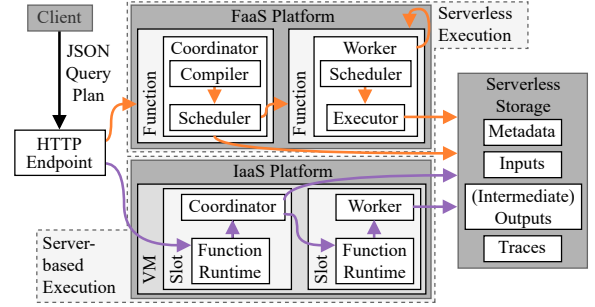 Client
JSON
Query
Plan
HTTP
Endpoint
FaaS Platform
Serverless
Execution
Function
Coordinator
Compiler
Scheduler
Function
Worker
Scheduler
Executor
Serverless
Storage
Metadata
Inputs
(Intermediate)
Outputs
Traces
IaaS Platform
VM
Slot
Coordinator
Function
Runtime
Slot
Worker
Function
Runtime
Server-
based
Execution